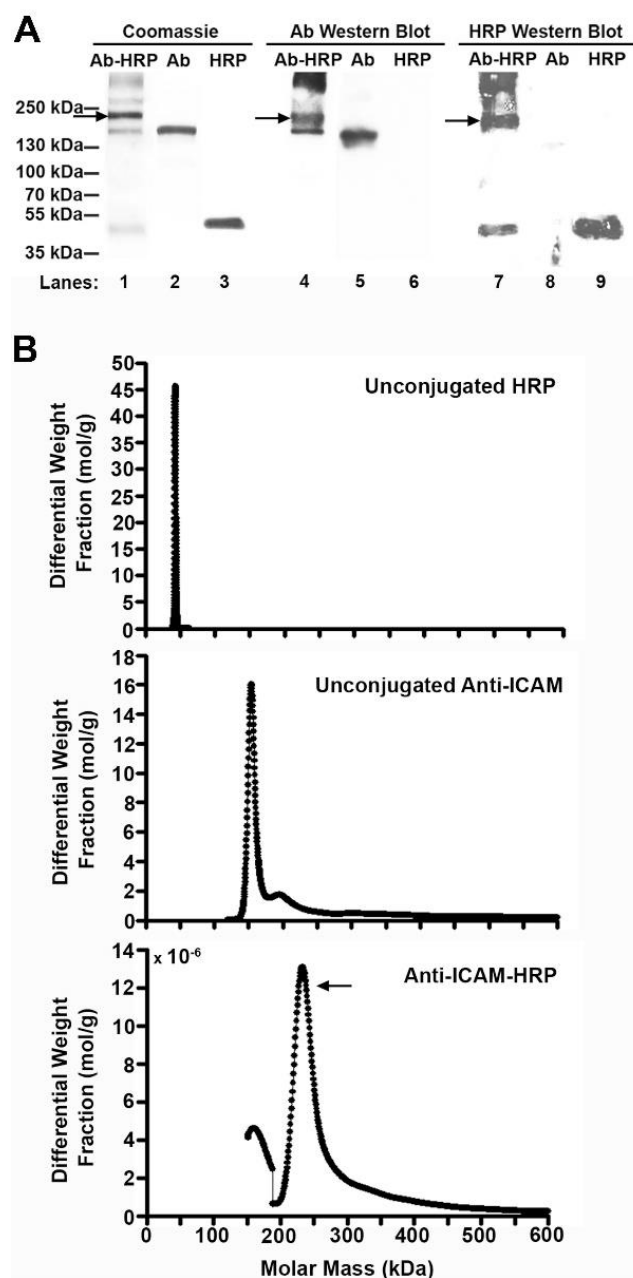 A
Coomassie Ab Western Blot HRP Western Blot
Ab-HRP Ab HRP Ab-HRP Ab HRP Ab-HRP Ab HRP
250 kDa
130 kDa
100 kDa
70 kDa
55 kDa
35 kDa
Lanes: 1 2 3 4 5 6 7 8 9
B
Unconjugated HRP
Differential Weight
Fraction (mol/g)
50
45
40
35
30
25
20
15
10
5
0
Unconjugated Anti-ICAM
Differential Weight
Fraction (mol/g)
18
16
14
12
10
8
6
4
2
0
Anti-ICAM-HRP
x 10-6
Differential Weight
Fraction (mol/g)
14
12
10
8
6
4
2
0
0 100 200 300 400 500 600
Molar Mass (kDa)